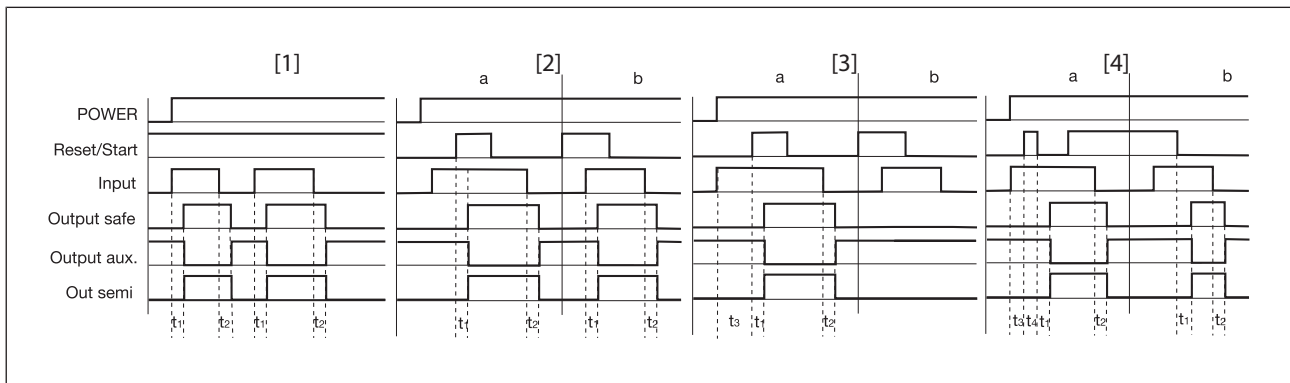 [1] [2] [3] [4]
a b a b a b
POWER
Reset/Start
Input
Output safe
Output aux.
Out semi
t1 t2 t1 t2 t1 t2 t1 t2 t3 t1 t2 t3 t4 t1 t2 t1 t2